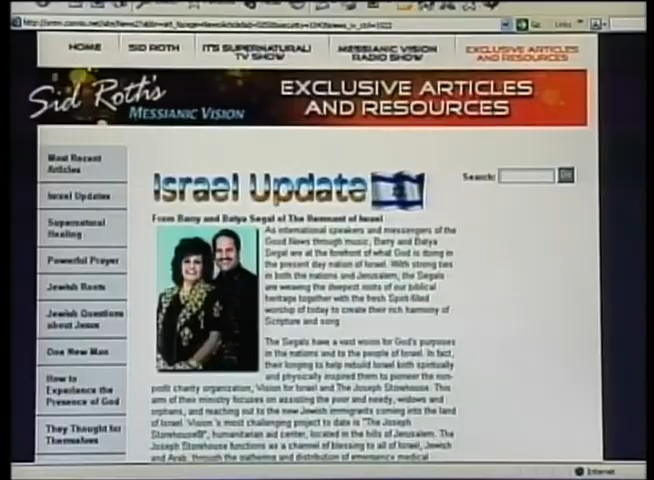 HOME
SID ROTH
IT'S SUPERNATURAL!
TV SHOW
MESSIANIC VISION
RADIO SHOW
EXCLUSIVE ARTICLES
AND RESOURCES
Sid Roth's
MESSIANIC VISION
EXCLUSIVE ARTICLES
AND RESOURCES
Most Recent
Articles
Israel Updates
Supernatural
Healing
Powerful Prayer
Jewish Roots
Jewish Questions
about Jesus
One New Man
How to
Experience the
Presence of God
They Thought for
Themselves
Israel Update
Search:
From Barry and Batya Segal of The Remnant of Israel
As international speakers and messengers of the
Good News through music, Barry and Batya
Segal are at the forefront of what God is doing in
the present day nation of Israel. With strong ties
in both the nations and Jerusalem, the Segals
are weaving the deepest roots of our biblical
heritage together with the fresh Spirit-filled
worship of today to create their rich harmony of
Scripture and song.
The Segals have a vast vision for God's purposes
in the nations and to the people of Israel. In fact,
their longing to help rebuild Israel both spiritually
and physically inspired them to pioneer the non-
profit charity organization, Vision for Israel and The Joseph Storehouse. This
arm of their ministry focuses on assisting the poor and needy, widows and
orphans, and reaching out to the new Jewish immigrants coming into the land
of Israel. Vision's most challenging project to date is "The Joseph
Storehouse®", humanitarian aid center, located in the hills of Jerusalem. The
Joseph Storehouse functions as a channel of blessing to all of Israel, Jewish
and Arab, through the gathering and distribution of emergency medical
Go
Links
Internet